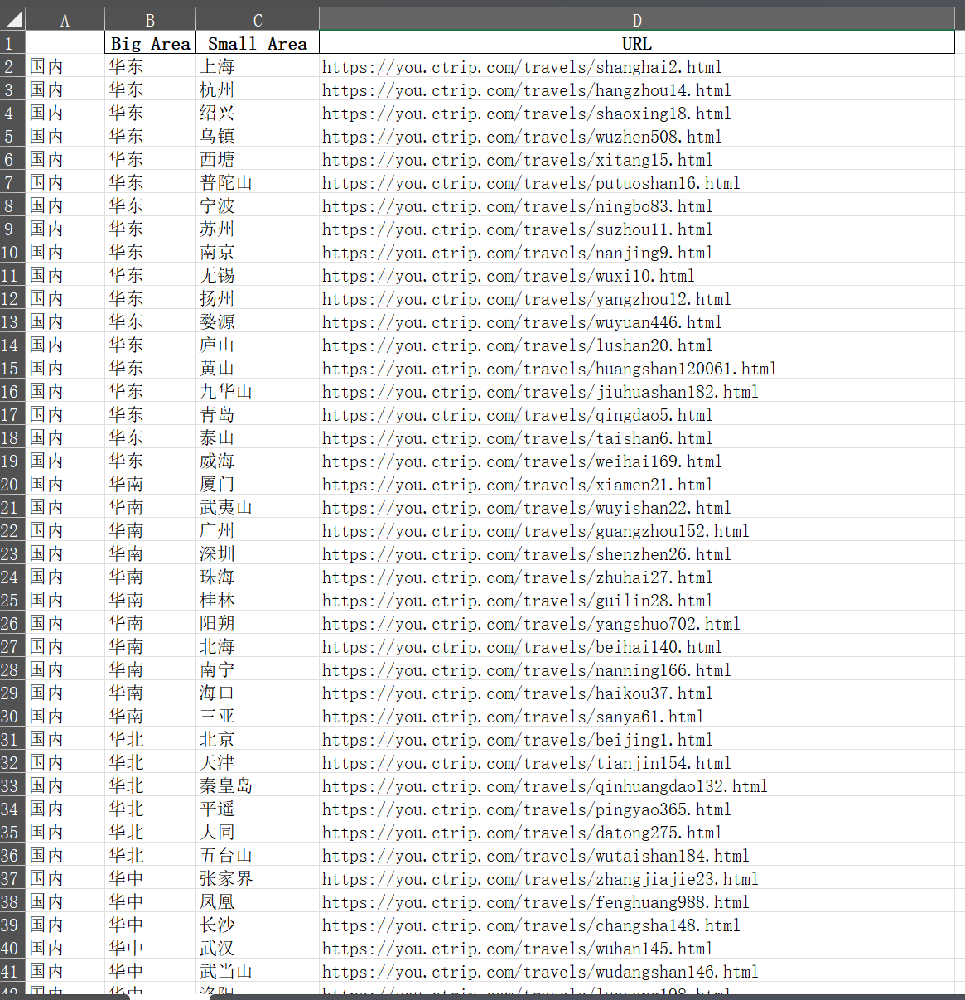 A B C D
1 Big Area Small Area URL
2 国内 华东 上海 https://you.ctrip.com/travels/shanghai2.html
3 国内 华东 杭州 https://you.ctrip.com/travels/hangzhou14.html
4 国内 华东 绍兴 https://you.ctrip.com/travels/shaoxing18.html
5 国内 华东 乌镇 https://you.ctrip.com/travels/wuzhen508.html
6 国内 华东 西塘 https://you.ctrip.com/travels/xitang15.html
7 国内 华东 普陀山 https://you.ctrip.com/travels/putuoshan16.html
8 国内 华东 宁波 https://you.ctrip.com/travels/ningbo83.html
9 国内 华东 苏州 https://you.ctrip.com/travels/suzhou11.html
10 国内 华东 南京 https://you.ctrip.com/travels/nanjing9.html
11 国内 华东 无锡 https://you.ctrip.com/travels/wuxi10.html
12 国内 华东 扬州 https://you.ctrip.com/travels/yangzhou12.html
13 国内 华东 婺源 https://you.ctrip.com/travels/wuyuan446.html
14 国内 华东 庐山 https://you.ctrip.com/travels/lushan20.html
15 国内 华东 黄山 https://you.ctrip.com/travels/huangshan120061.html
16 国内 华东 九华山 https://you.ctrip.com/travels/jiuhuashan182.html
17 国内 华东 青岛 https://you.ctrip.com/travels/qingdao5.html
18 国内 华东 泰山 https://you.ctrip.com/travels/taishan6.html
19 国内 华东 威海 https://you.ctrip.com/travels/weihai169.html
20 国内 华南 厦门 https://you.ctrip.com/travels/xiamen21.html
21 国内 华南 武夷山 https://you.ctrip.com/travels/wuyishan22.html
22 国内 华南 广州 https://you.ctrip.com/travels/guangzhou152.html
23 国内 华南 深圳 https://you.ctrip.com/travels/shenzhen26.html
24 国内 华南 珠海 https://you.ctrip.com/travels/zhuhai27.html
25 国内 华南 桂林 https://you.ctrip.com/travels/guilin28.html
26 国内 华南 阳朔 https://you.ctrip.com/travels/yangshuo702.html
27 国内 华南 北海 https://you.ctrip.com/travels/beihai140.html
28 国内 华南 南宁 https://you.ctrip.com/travels/nanning166.html
29 国内 华南 海口 https://you.ctrip.com/travels/haikou37.html
30 国内 华南 三亚 https://you.ctrip.com/travels/sanya61.html
31 国内 华北 北京 https://you.ctrip.com/travels/beijing1.html
32 国内 华北 天津 https://you.ctrip.com/travels/tianjin154.html
33 国内 华北 秦皇岛 https://you.ctrip.com/travels/qinhuangdao132.html
34 国内 华北 平遥 https://you.ctrip.com/travels/pingyao365.html
35 国内 华北 大同 https://you.ctrip.com/travels/datong275.html
36 国内 华北 五台山 https://you.ctrip.com/travels/wutaishan184.html
37 国内 华中 张家界 https://you.ctrip.com/travels/zhangjiajie23.html
38 国内 华中 凤凰 https://you.ctrip.com/travels/fenghuang988.html
39 国内 华中 长沙 https://you.ctrip.com/travels/changsha148.html
40 国内 华中 武汉 https://you.ctrip.com/travels/wuhan145.html
41 国内 华中 武当山 https://you.ctrip.com/travels/wudangshan146.html